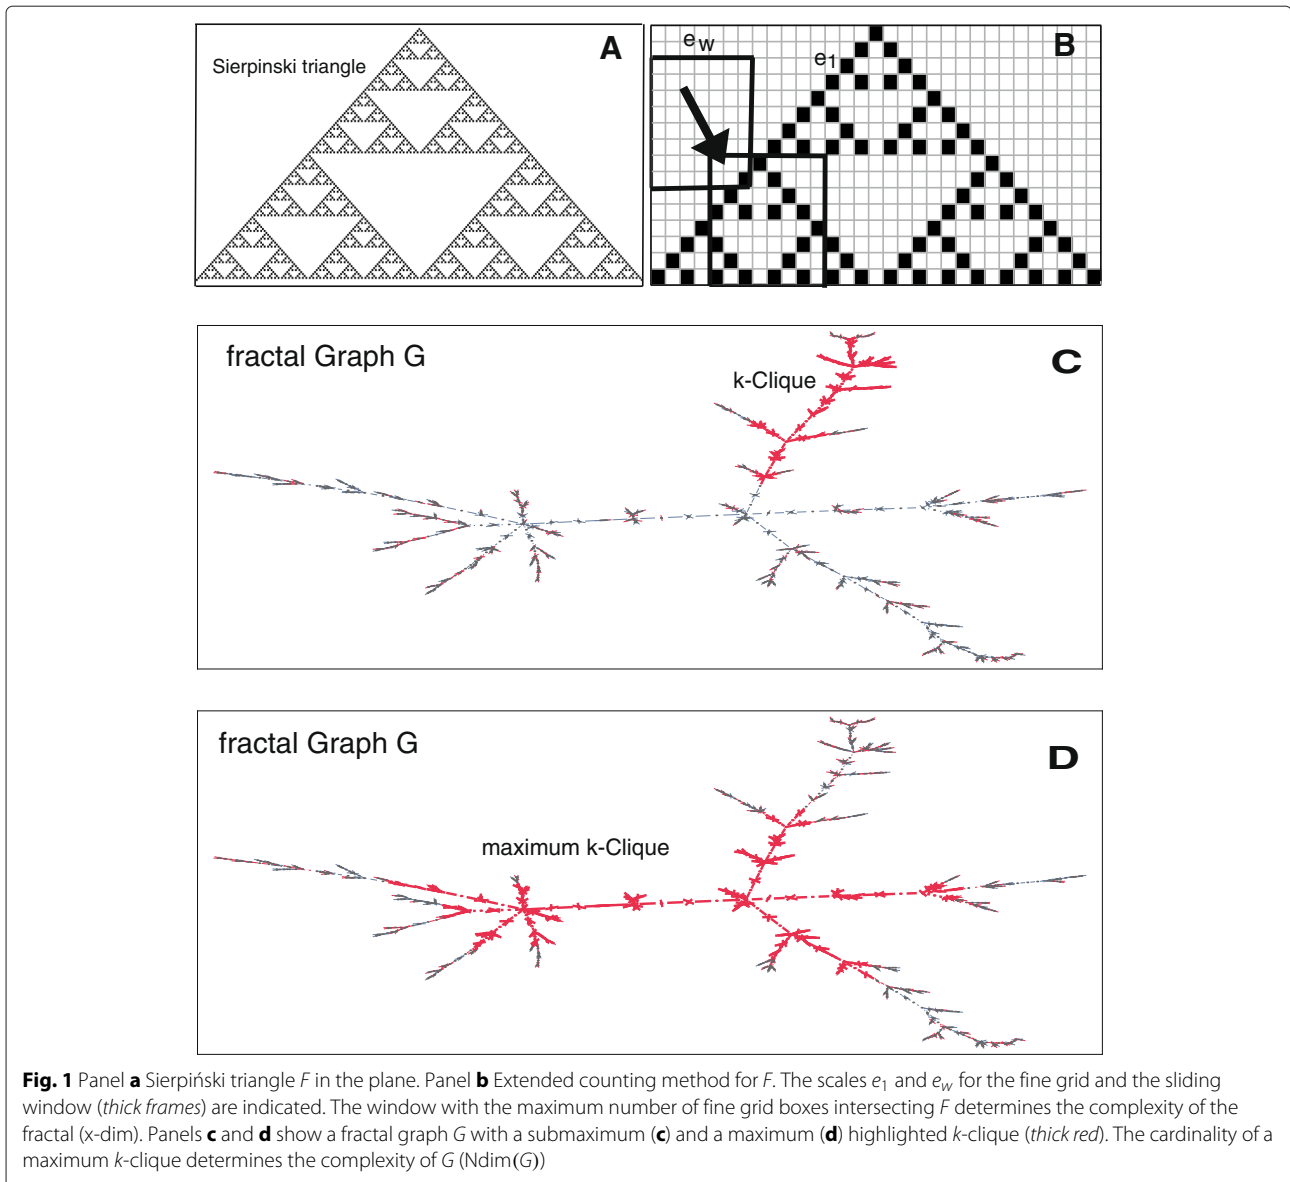 Sierpinski triangle
A
e w
e1
B
fractal Graph G
k-Clique
C
fractal Graph G
maximum k-Clique
D
Fig. 1 Panel a Sierpiński triangle F in the plane. Panel b Extended counting method for F. The scales e1 and ew for the fine grid and the sliding
window (thick frames) are indicated. The window with the maximum number of fine grid boxes intersecting F determines the complexity of the
fractal (x-dim). Panels c and d show a fractal graph G with a submaximum (c) and a maximum (d) highlighted k-clique (thick red). The cardinality of a
maximum k-clique determines the complexity of G (Ndim(G))